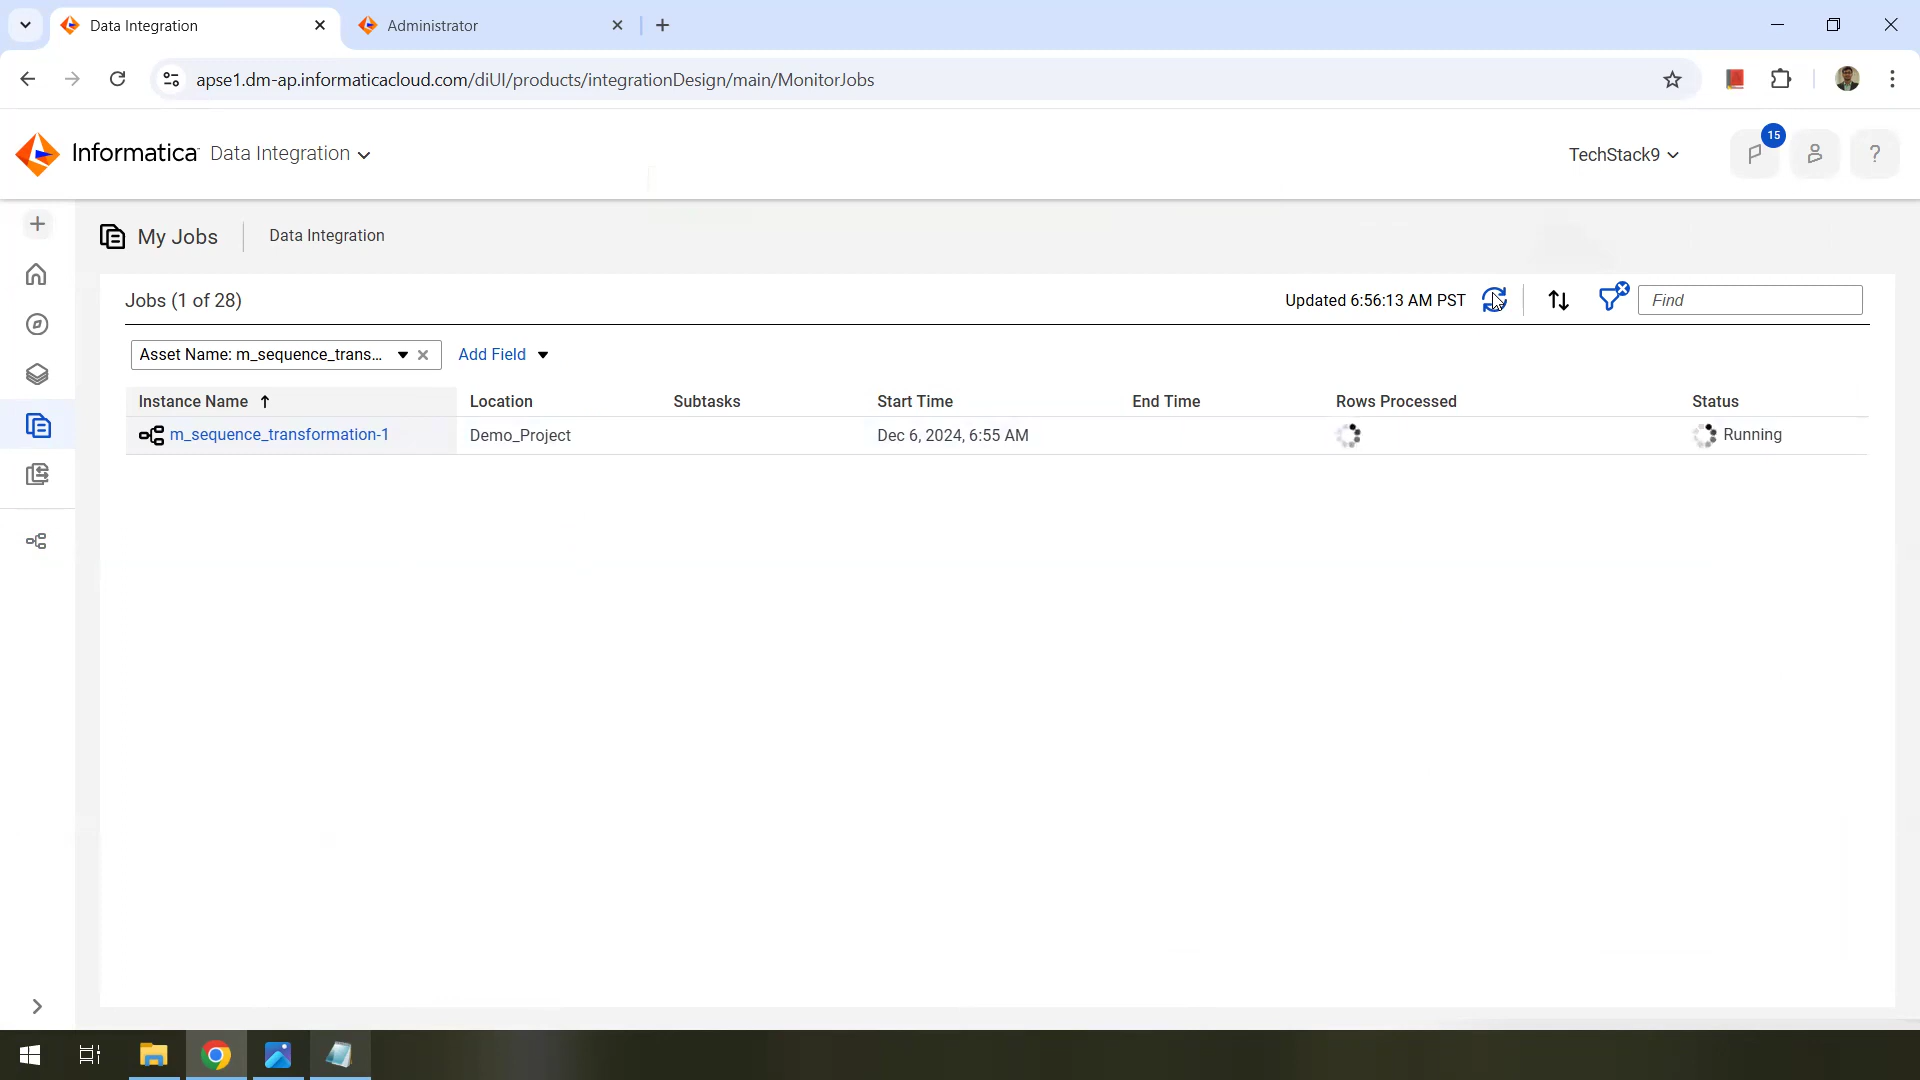 Data Integration
Administrator
apse1.dm-ap.informaticacloud.com/diUI/products/integrationDesign/main/MonitorJobs
Informatica Data Integration
TechStack9
15
?
My Jobs
Data Integration
Jobs (1 of 28)
Updated 6:56:13 AM PST
Find
Asset Name: m_sequence_trans...
Add Field
Instance Name Location Subtasks Start Time End Time Rows Processed Status
m_sequence_transformation-1 Demo_Project Dec 6, 2024, 6:55 AM Running